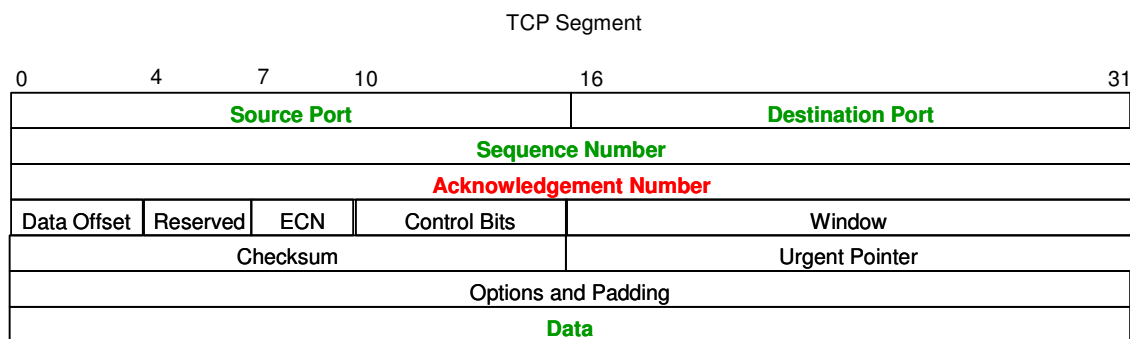 TCP Segment
0 4 7 10 16 31
Source Port Destination Port
Sequence Number
Acknowledgement Number
Data Offset Reserved ECN Control Bits Window
Checksum Urgent Pointer
Options and Padding
Data